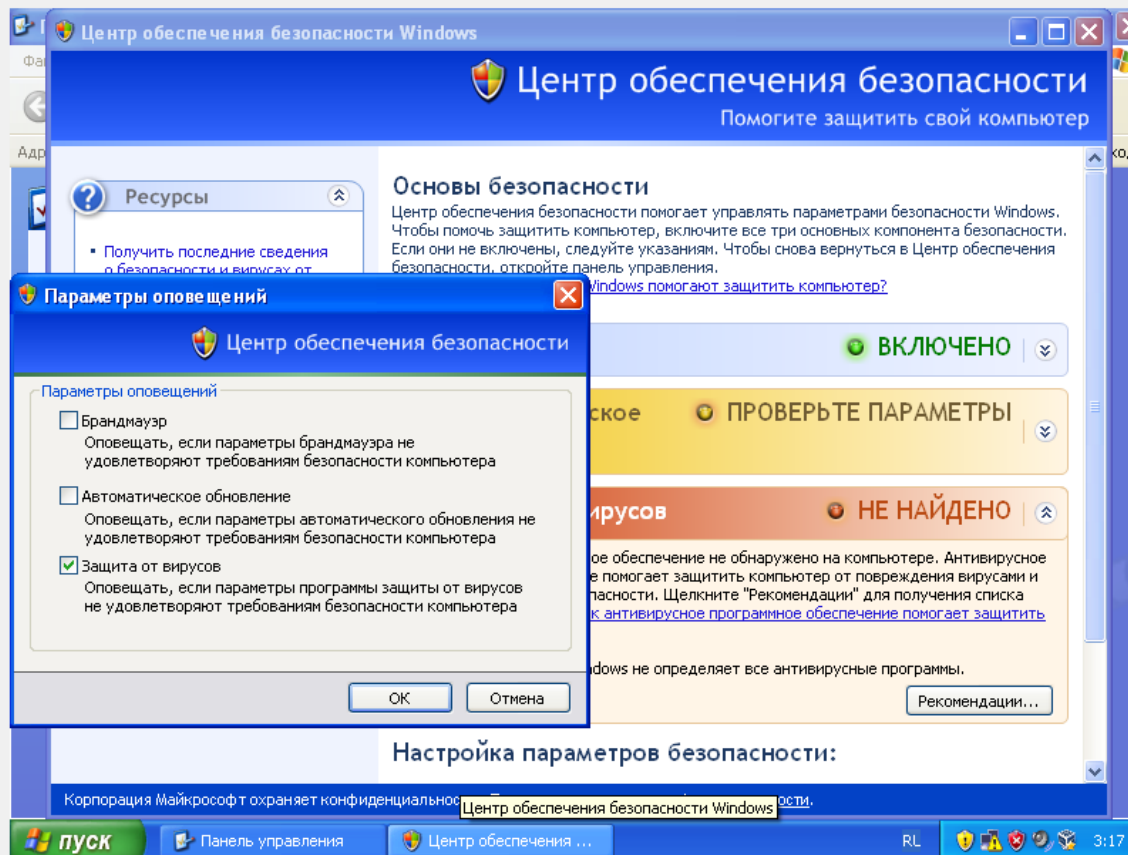 Центр обеспечения безопасности Windows
Центр обеспечения безопасности
Помогите защитить свой компьютер
Ресурсы
Получить последние сведения
о безопасности и вирусах от
Основы безопасности
Центр обеспечения безопасности помогает управлять параметрами безопасности Windows.
Чтобы помочь защитить компьютер, включите все три основных компонента безопасности.
Если они не включены, следуйте указаниям. Чтобы снова вернуться в Центр обеспечения
безопасности, откройте панель управления.
Windows помогают защитить компьютер?
ВКЛЮЧЕНО
ское
ПРОВЕРЬТЕ ПАРАМЕТРЫ
ирусов
НЕ НАЙДЕНО
ое обеспечение не обнаружено на компьютере. Антивирусное
е помогает защитить компьютер от повреждения вирусами и
пасности. Щелкните "Рекомендации" для получения списка
к антивирусное программное обеспечение помогает защитить
dows не определяет все антивирусные программы.
Рекомендации...
Настройка параметров безопасности:
Параметры оповещений
Центр обеспечения безопасности
Параметры оповещений
Брандмауэр
Оповещать, если параметры брандмауэра не
удовлетворяют требованиям безопасности компьютера
Автоматическое обновление
Оповещать, если параметры автоматического обновления не
удовлетворяют требованиям безопасности компьютера
Защита от вирусов
Оповещать, если параметры программы защиты от вирусов
не удовлетворяют требованиям безопасности компьютера
ОК
Отмена
Корпорация Майкрософт охраняет конфиденциальнос
ости.
Центр обеспечения безопасности Windows
пуск
Панель управления
Центр обеспечения ...
RL
3:17